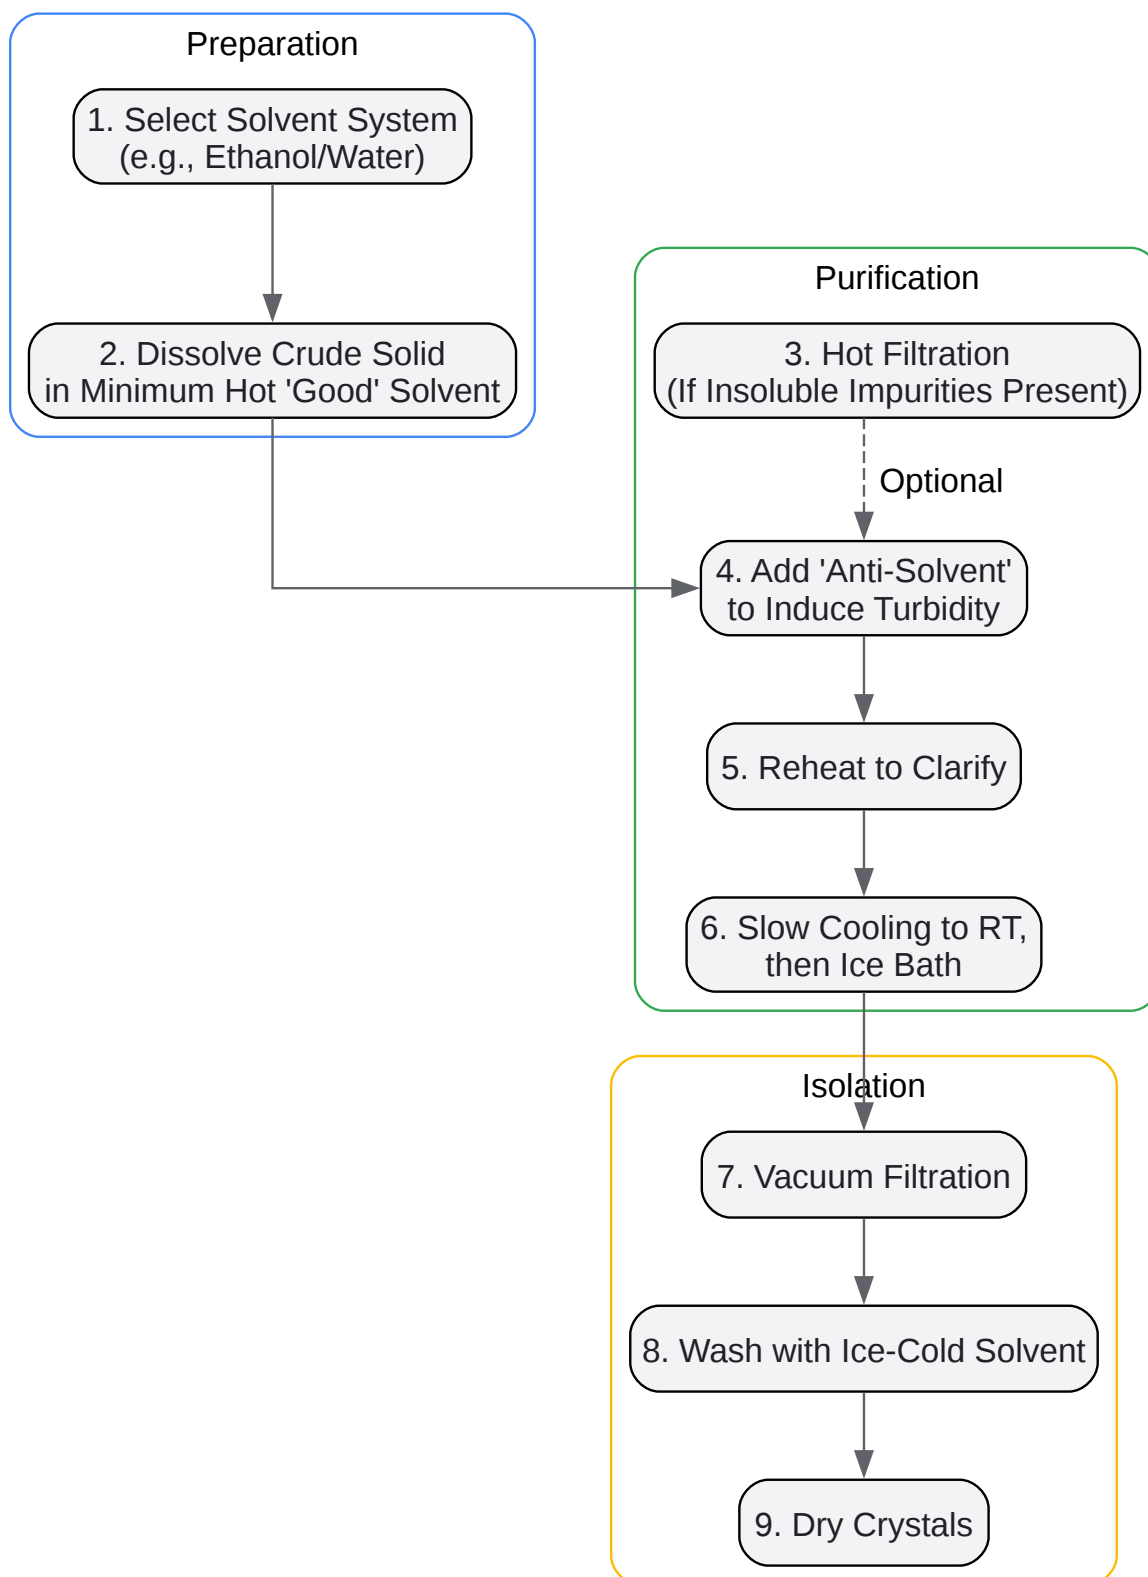 Preparation
1. Select Solvent System
(e.g., Ethanol/Water)
2. Dissolve Crude Solid
in Minimum Hot 'Good' Solvent
Purification
3. Hot Filtration
(If Insoluble Impurities Present)
Optional
4. Add 'Anti-Solvent'
to Induce Turbidity
5. Reheat to Clarify
6. Slow Cooling to RT,
then Ice Bath
Isolation
7. Vacuum Filtration
8. Wash with Ice-Cold Solvent
9. Dry Crystals